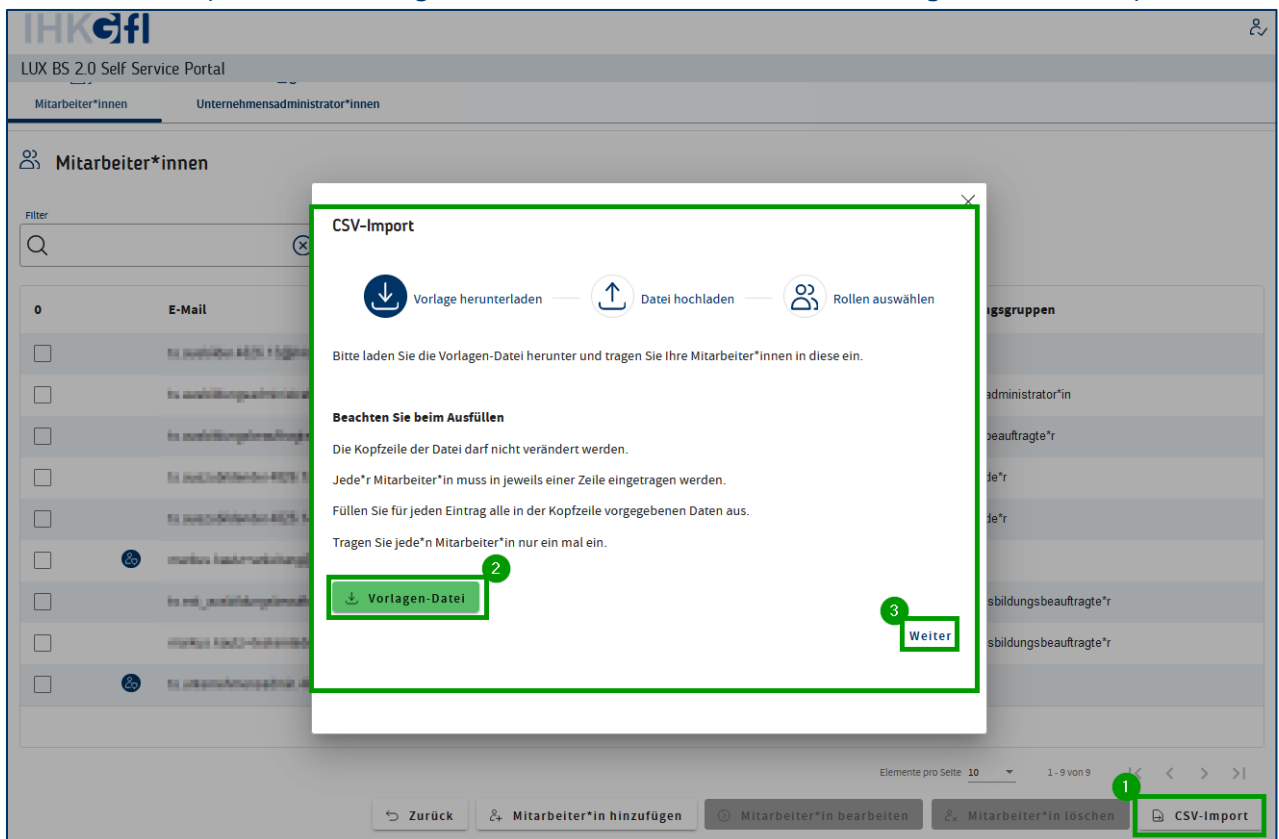 IHKGfI
LUX BS 2.0 Self Service Portal
Mitarbeiter*innen Unternehmensadministrator*innen
Mitarbeiter*innen
Filter
CSV-Import
Vorlage herunterladen Datei hochladen Rollen auswählen
0 E-Mail
Bitte laden Sie die Vorlagen-Datei herunter und tragen Sie Ihre Mitarbeiter*innen in diese ein.
administrator*in
Beachten Sie beim Ausfüllen
Die Kopfzeile der Datei darf nicht verändert werden.
beauftragte*r
Jede*r Mitarbeiter*in muss in jeweils einer Zeile eingetragen werden.
de*r
Füllen Sie für jeden Eintrag alle in der Kopfzeile vorgegebenen Daten aus.
de*r
Tragen Sie jede*n Mitarbeiter*in nur ein mal ein.
2
Vorlagen-Datei
sbildungsbeauftragte*r
3
Weiter
sbildungsbeauftragte*r
Elemente pro Seite 10 1 - 9 von 9
1
Zurück Mitarbeiter*in hinzufügen Mitarbeiter*in bearbeiten Mitarbeiter*in löschen CSV-Import